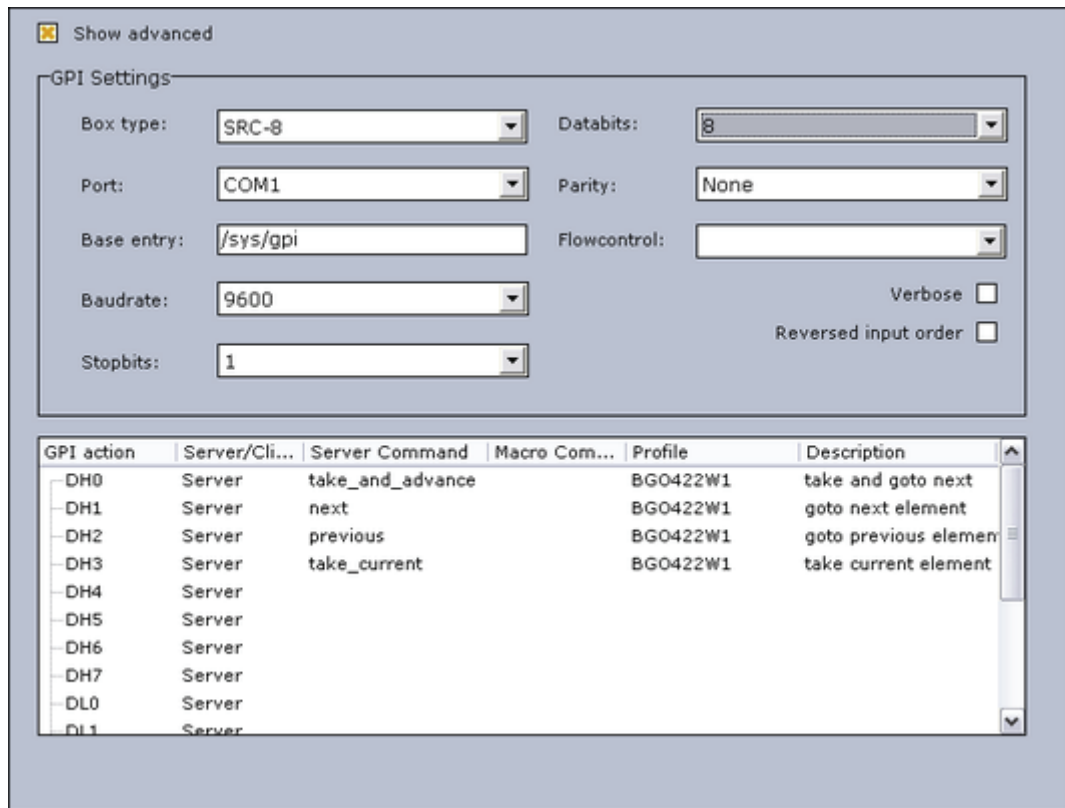 Show advanced
GPI Settings
Box type: SRC-8 Databits: 8
Port: COM1 Parity: None
Base entry: /sys/gpi Flowcontrol:
Baudrate: 9600 Verbose
Reversed input order
Stopbits: 1
GPI action Server/Cli... Server Command Macro Com... Profile Description
DH0 Server take_and_advance BGO422W1 take and goto next
DH1 Server next BGO422W1 goto next element
DH2 Server previous BGO422W1 goto previous elemen
DH3 Server take_current BGO422W1 take current element
DH4 Server
DH5 Server
DH6 Server
DH7 Server
DL0 Server
DL1 Server